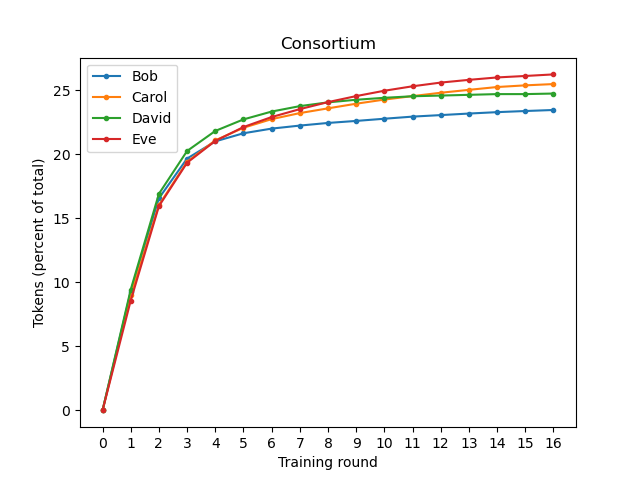 Consortium
Bob
Carol
David
Eve
Tokens (percent of total)
25
20
15
10
5
0
0 1 2 3 4 5 6 7 8 9 10 11 12 13 14 15 16
Training round